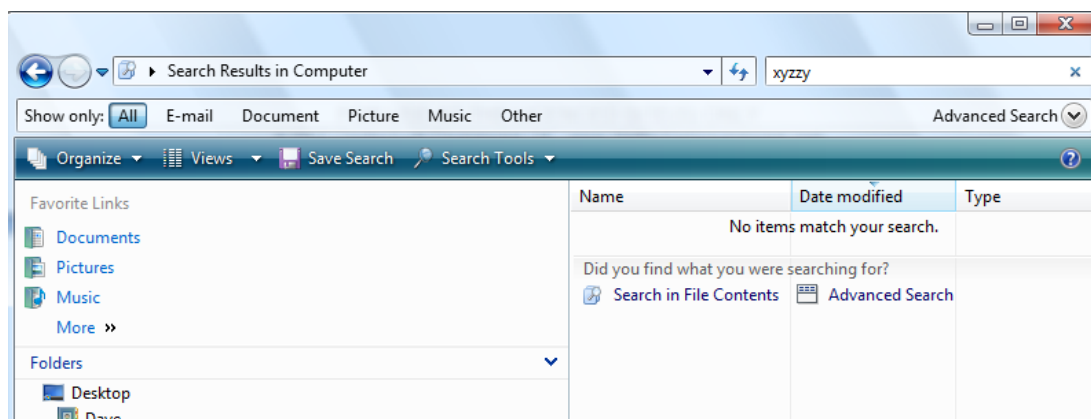 Search Results in Computer xyzzy
Show only: All E-mail Document Picture Music Other Advanced Search
Organize Views Save Search Search Tools
Favorite Links
Documents
Pictures
Music
More »
Folders
Desktop
Dave
Name Date modified Type
No items match your search.
Did you find what you were searching for?
Search in File Contents Advanced Search